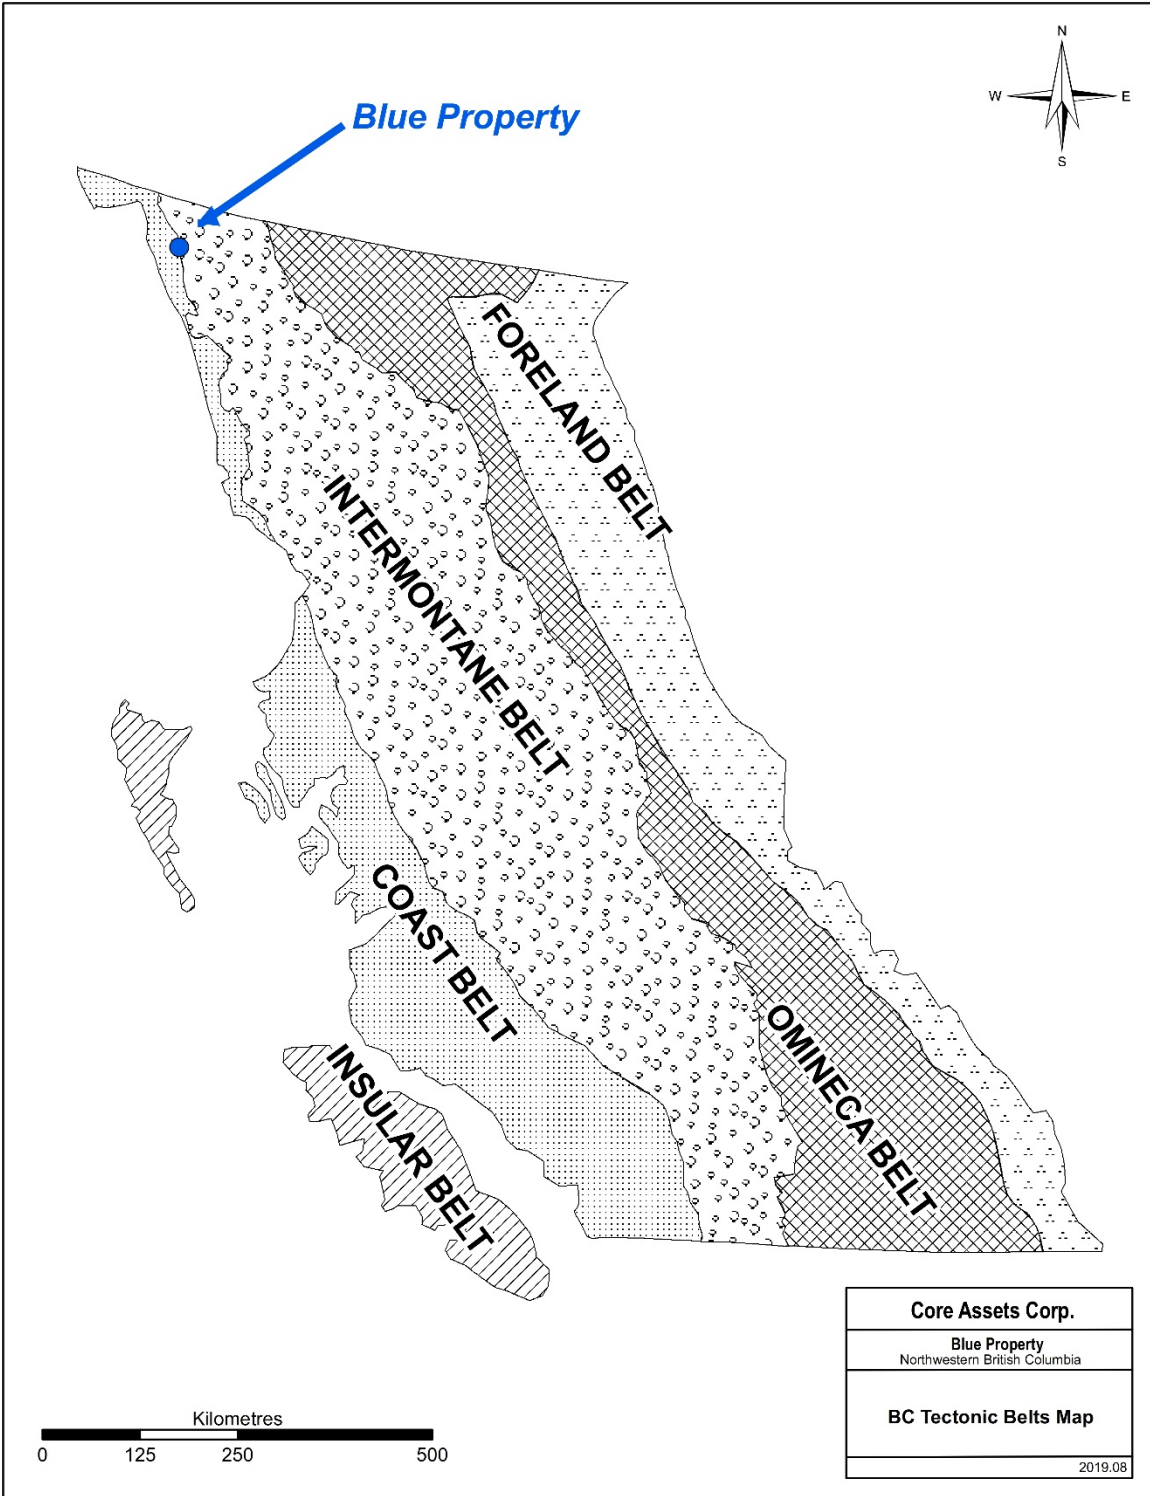 N
W E
S
Blue Property
FORELAND BELT
INTERMONTANE BELT
COAST BELT
OMINECA BELT
INSULAR BELT
Core Assets Corp.
Blue Property
Northwestern British Columbia
BC Tectonic Belts Map
2019.08
Kilometres
0 125 250 500